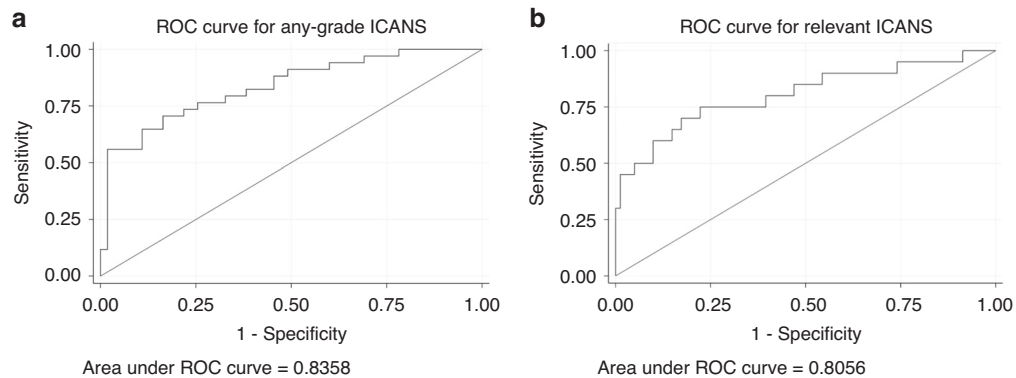 a
ROC curve for any-grade ICANS
1.00
0.75
0.50
0.25
0.00
Sensitivity
0.00 0.25 0.50 0.75 1.00
1 - Specificity
Area under ROC curve = 0.8358
b
ROC curve for relevant ICANS
1.00
0.75
0.50
0.25
0.00
Sensitivity
0.00 0.25 0.50 0.75 1.00
1 - Specificity
Area under ROC curve = 0.8056